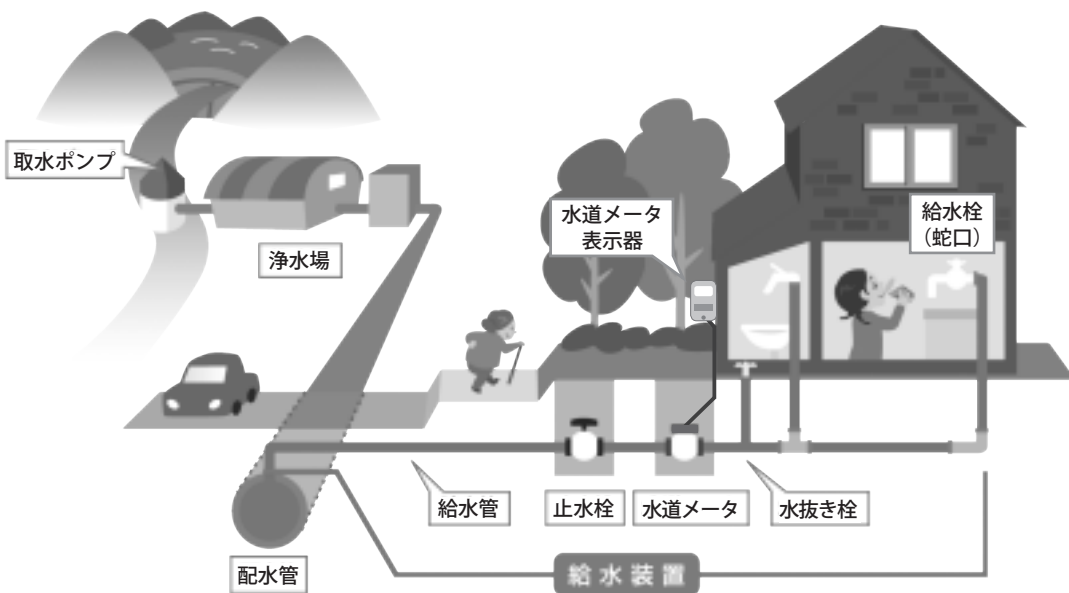 取水ポンプ
浄水場
水道メータ
表示器
給水栓
（蛇口）
給水管
止水栓
水道メータ
水抜き栓
配水管
給水装置